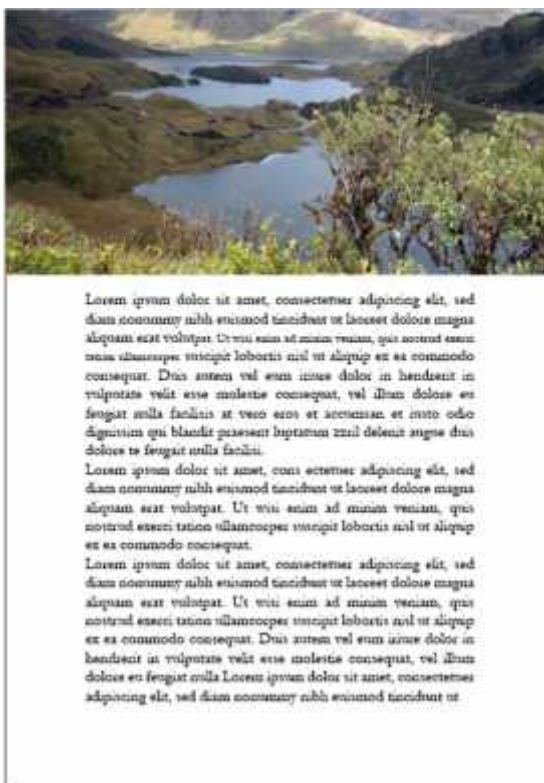 Lorem ipsum dolor sit amet, consectetuer adipiscing elit, sed
diam nonummy nibh euismod tincidunt ut laoreet dolore magna
aliquam erat volutpat. Ut wisi enim ad minim veniam, quis nostrud exerci
tation ullamcorper suscipit lobortis nisl ut aliquip ex ea commodo
consequat. Duis autem vel eum iriure dolor in hendrerit in
vulputate velit esse molestie consequat, vel illum dolore eu
feugiat nulla facilisis at vero eros et accumsan et iusto odio
dignissim qui blandit praesent luptatum zzril delenit augue duis
dolore te feugait nulla facilisi.
Lorem ipsum dolor sit amet, cons ectetuer adipiscing elit, sed
diam nonummy nibh euismod tincidunt ut laoreet dolore magna
aliquam erat volutpat. Ut wisi enim ad minim veniam, quis
nostrud exerci tation ullamcorper suscipit lobortis nisl ut aliquip
ex ea commodo consequat.
Lorem ipsum dolor sit amet, consectetuer adipiscing elit, sed
diam nonummy nibh euismod tincidunt ut laoreet dolore magna
aliquam erat volutpat. Ut wisi enim ad minim veniam, quis
nostrud exerci tation ullamcorper suscipit lobortis nisl ut aliquip
ex ea commodo consequat. Duis autem vel eum iriure dolor in
hendrerit in vulputate velit esse molestie consequat, vel illum
dolore eu feugiat nulla Lorem ipsum dolor sit amet, consectetuer
adipiscing elit, sed diam nonummy nibh euismod tincidunt ut